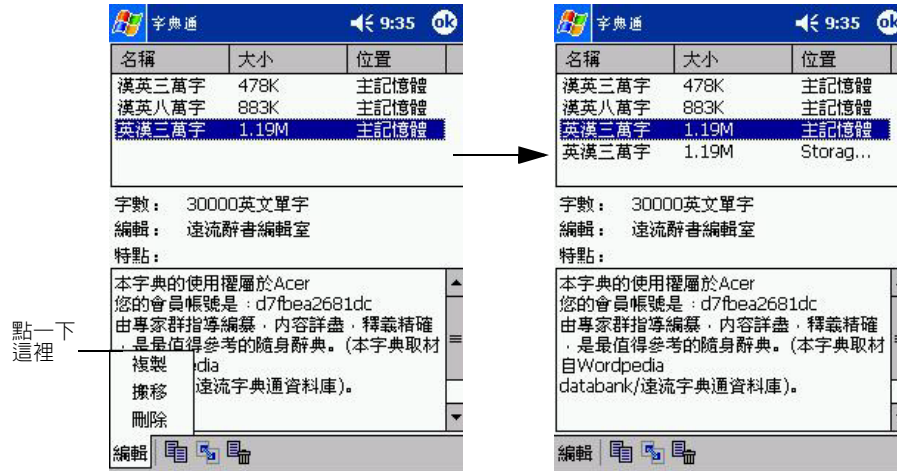 字典通 9:35 ok
名稱 大小 位置
漢英三萬字 478K 主記憶體
漢英八萬字 883K 主記憶體
英漢三萬字 1.19M 主記憶體
字數： 30000英文單字
編輯： 遠流辭書編輯室
特點：
本字典的使用權屬於Acer
您的會員帳號是：d7fbea2681dc
由專家群指導編纂，內容詳盡，釋義精確
，是最值得參考的隨身辭典。(本字典取材
dia
遠流字典通資料庫)。
點一下
這裡
複製
搬移
刪除
編輯
字典通 9:35 ok
名稱 大小 位置
漢英三萬字 478K 主記憶體
漢英八萬字 883K 主記憶體
英漢三萬字 1.19M 主記憶體
英漢三萬字 1.19M Storag...
字數： 30000英文單字
編輯： 遠流辭書編輯室
特點：
本字典的使用權屬於Acer
您的會員帳號是：d7fbea2681dc
由專家群指導編纂，內容詳盡，釋義精確
，是最值得參考的隨身辭典。(本字典取材
自Wordpedia
databank/遠流字典通資料庫)。
編輯